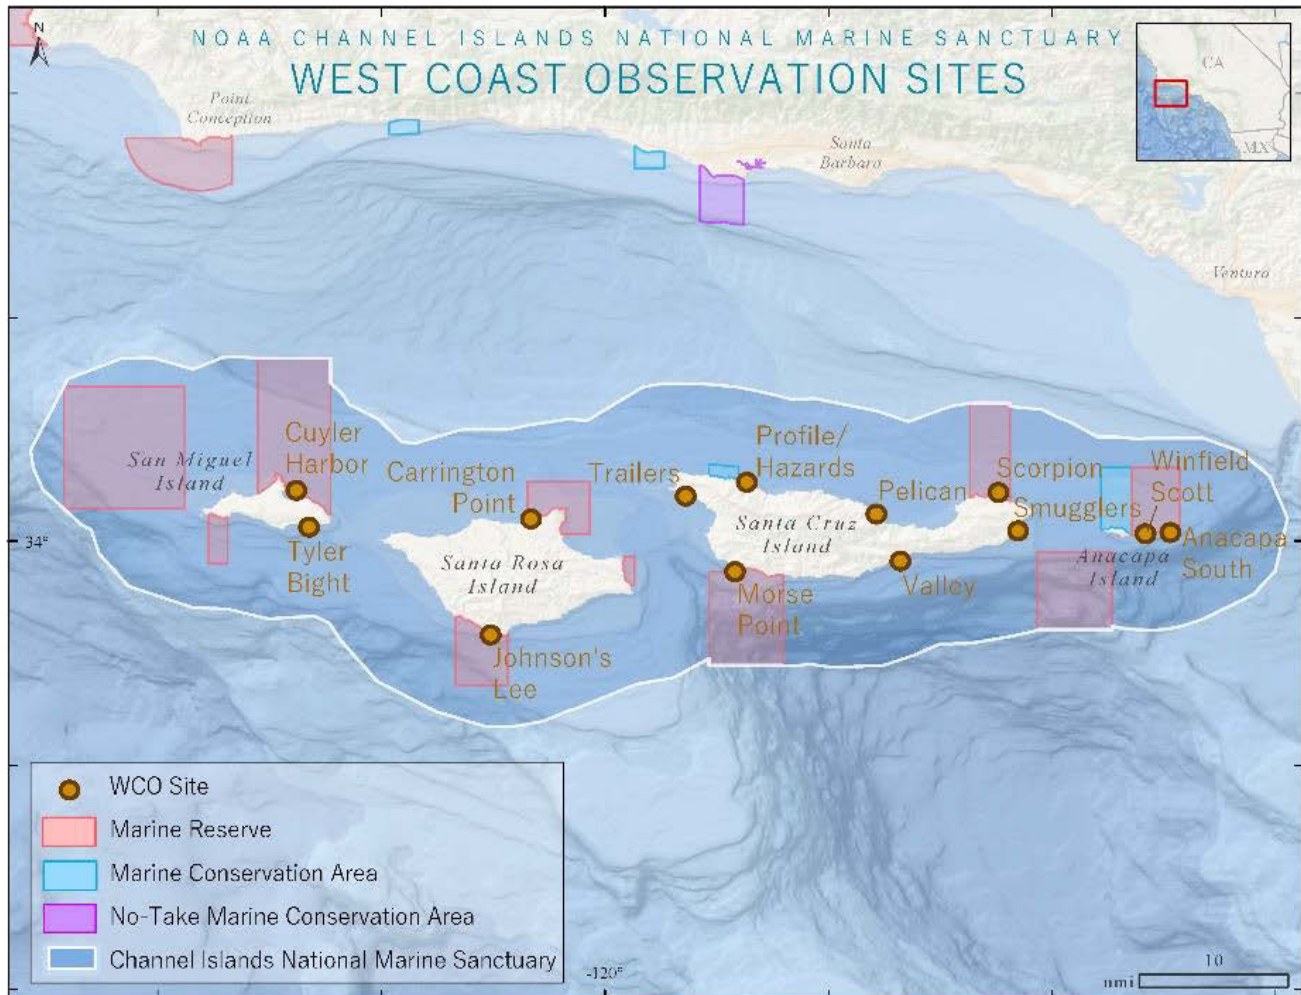 N
NOAA CHANNEL ISLANDS NATIONAL MARINE SANCTUARY
WEST COAST OBSERVATION SITES
CA
MX
Point
Conception
Santa
Barbara
Ventura
San Miguel
Island
Cuyler
Harbor
Tyler
Bight
Carrington
Point
Santa Rosa
Island
Johnson's
Lee
Trailers
Profile/
Hazards
Pelican
Santa Cruz
Island
Morse
Point
Valley
Scorpion
Smugglers
Winfield
Scott
Anacapa
South
Anacapa
Island
34°
-120°
WCO Site
Marine Reserve
Marine Conservation Area
No-Take Marine Conservation Area
Channel Islands National Marine Sanctuary
10
nmi